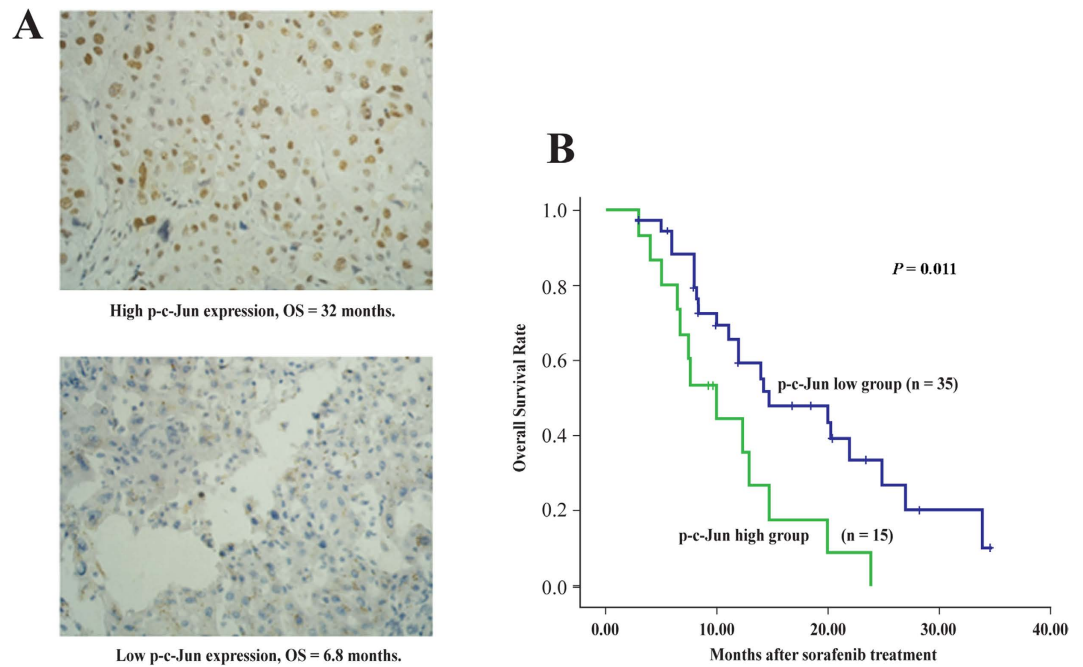 A
High p-c-Jun expression, OS = 32 months.
Low p-c-Jun expression, OS = 6.8 months.
B
Overall Survival Rate
1.0
0.8
0.6
0.4
0.2
0.0
P = 0.011
p-c-Jun low group (n = 35)
p-c-Jun high group (n = 15)
0.00 10.00 20.00 30.00 40.00
Months after sorafenib treatment